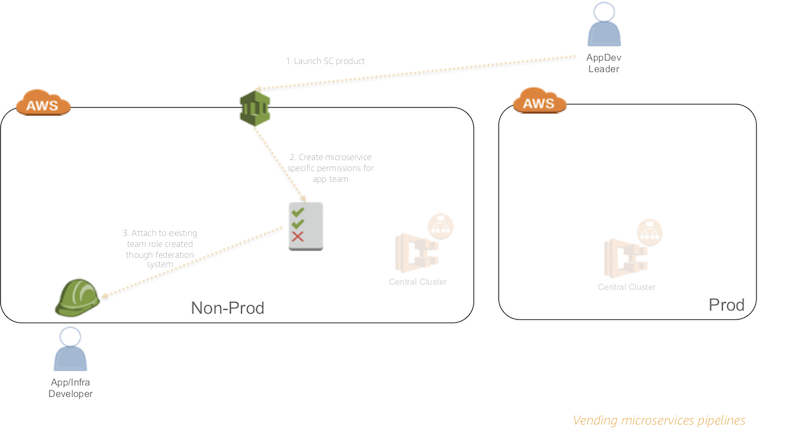 1. Launch SC product
AppDev
Leader
AWS
AWS
2. Create microservice
specific permissions for
app team
3. Attach to existing
team role created
though federation
system
Central Cluster
Central Cluster
Non-Prod
Prod
App/Infra
Developer
Vending microservices pipelines